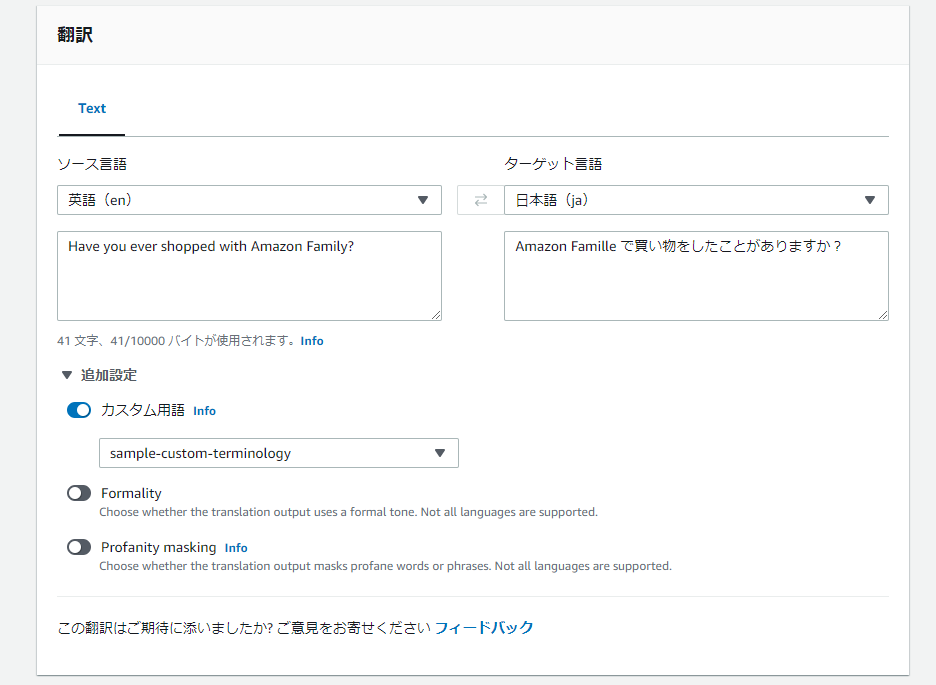 翻訳
Text
ソース言語
ターゲット言語
英語（en）
日本語（ja）
Have you ever shopped with Amazon Family?
Amazon Famille で買い物をしたことがありますか？
41 文字、41/10000 バイトが使用されます。Info
追加設定
カスタム用語 Info
sample-custom-terminology
Formality
Choose whether the translation output uses a formal tone. Not all languages are supported.
Profanity masking Info
Choose whether the translation output masks profane words or phrases. Not all languages are supported.
この翻訳はご期待に添いましたか? ご意見をお寄せください フィードバック